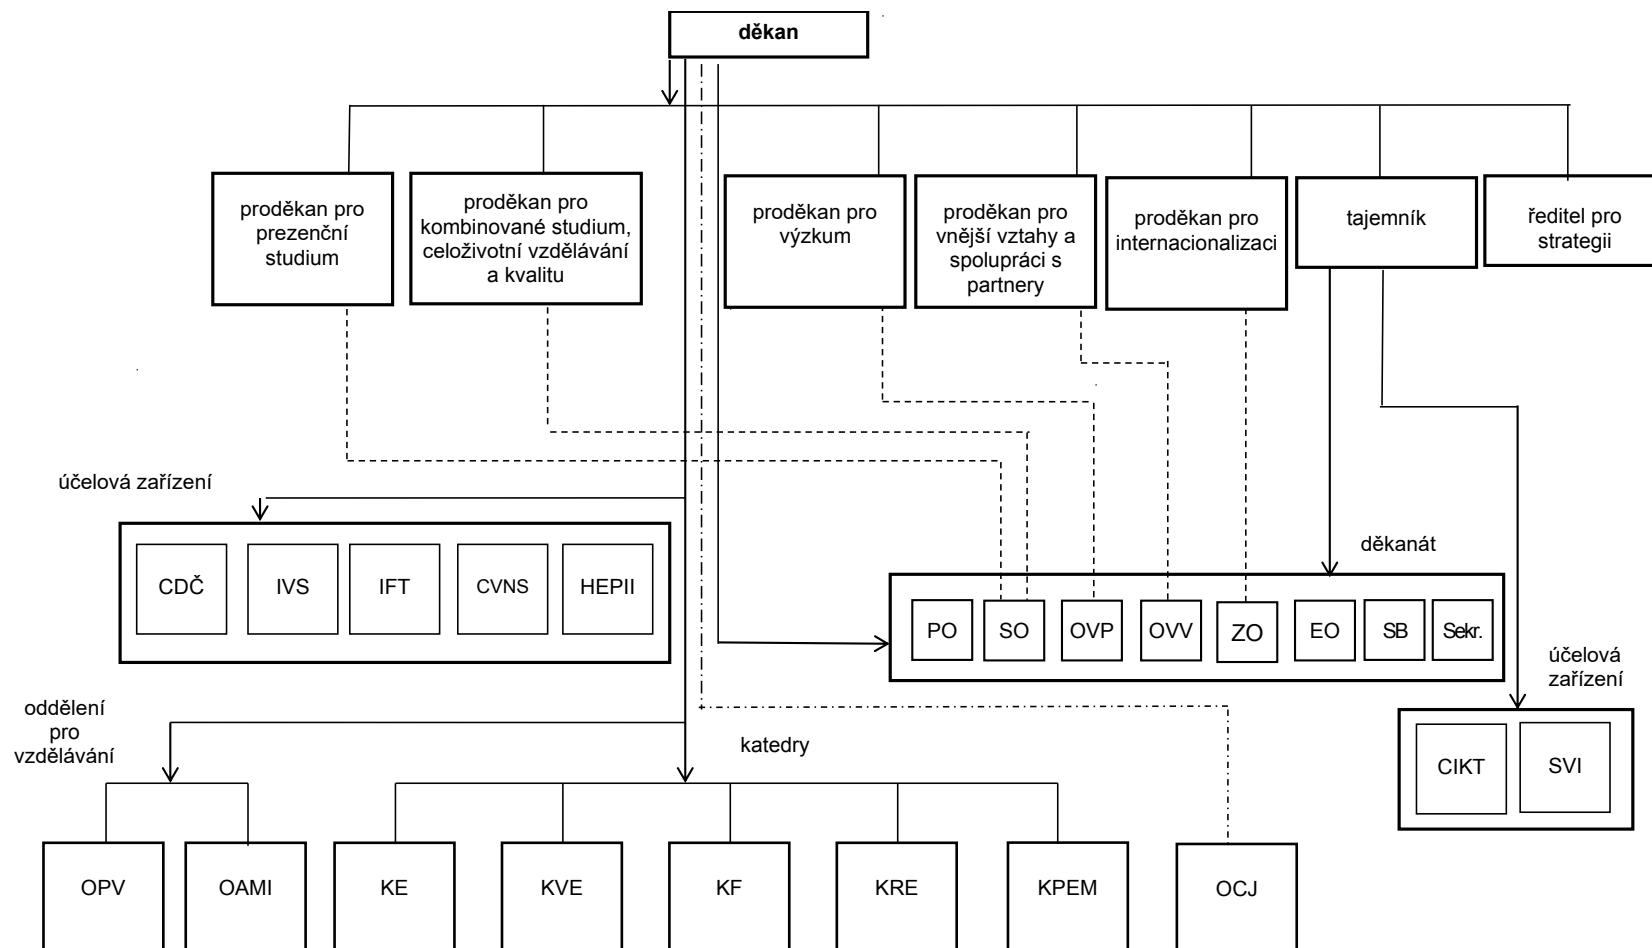 děkan
proděkan pro
prezenční
studium
proděkan pro
kombinované studium,
celoživotní vzdělávání
a kvalitu
proděkan pro
výzkum
proděkan pro
vnější vztahy a
spolupráci s
partnery
proděkan pro
internacionalizaci
tajemník
ředitel pro
strategii
účelová zařízení
CDČ
IVS
IFT
CVNS
HEPII
děkanát
PO
SO
OVP
OVV
ZO
EO
SB
Sekr.
účelová
zařízení
CIKT
SVI
oddělení
pro
vzdělávání
katedry
OPV
OAMI
KE
KVE
KF
KRE
KPEM
OCJ